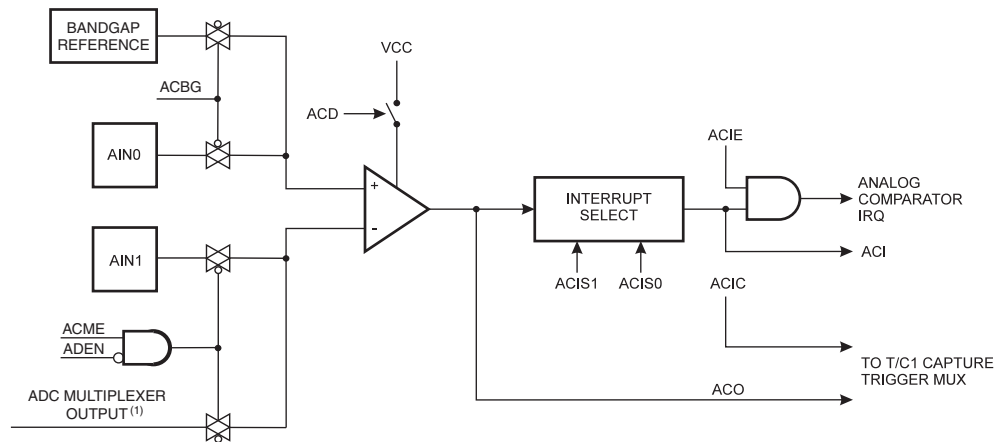 BANDGAP
REFERENCE
ACBG
AIN0
VCC
ACD
+
-
INTERRUPT
SELECT
ACIS1
ACIS0
ACIE
ANALOG
COMPARATOR
IRQ
ACI
ACIC
AIN1
ACME
ADEN
ADC MULTIPLEXER
OUTPUT (1)
ACO
TO T/C1 CAPTURE
TRIGGER MUX